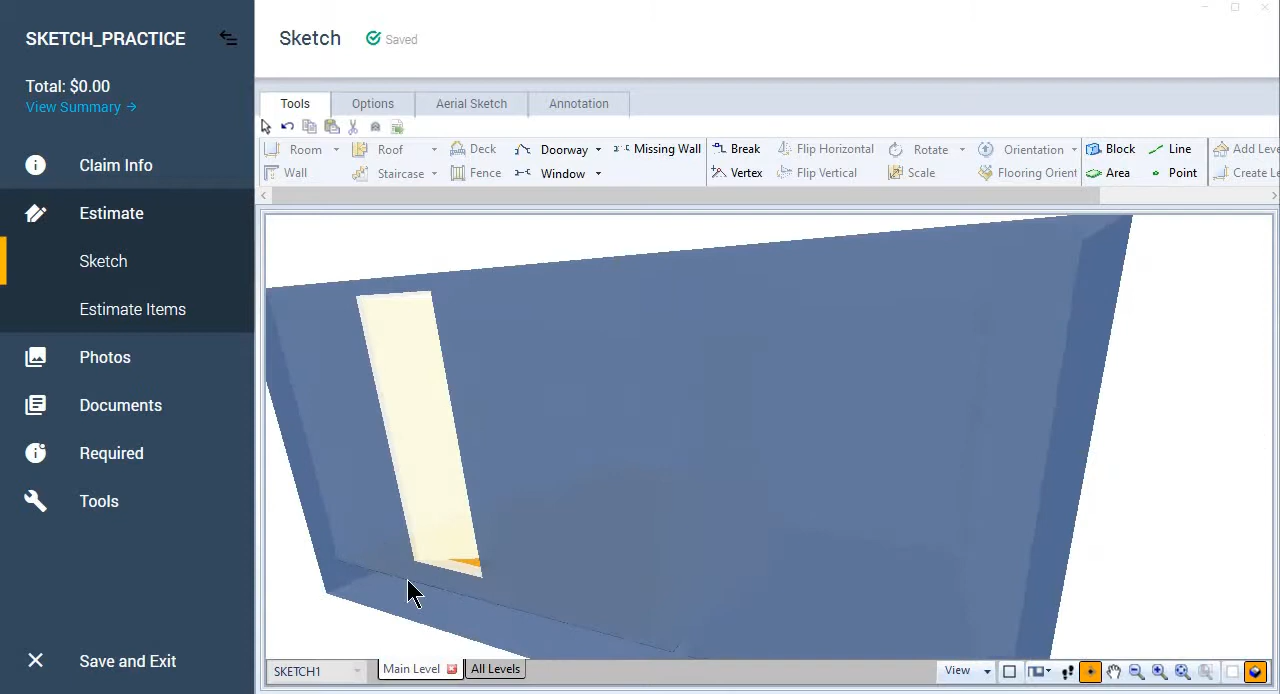 SKETCH_PRACTICE
Total: $0.00
View Summary
Claim Info
Estimate
Sketch
Estimate Items
Photos
Documents
Required
Tools
Save and Exit
Sketch
Saved
Tools
Options
Aerial Sketch
Annotation
Room
Roof
Deck
Doorway
Missing Wall
Break
Flip Horizontal
Rotate
Orientation
Block
Line
Add Leve
Wall
Staircase
Fence
Window
Vertex
Flip Vertical
Scale
Flooring Orient
Area
Point
Create Le
SKETCH1
Main Level
All Levels
View